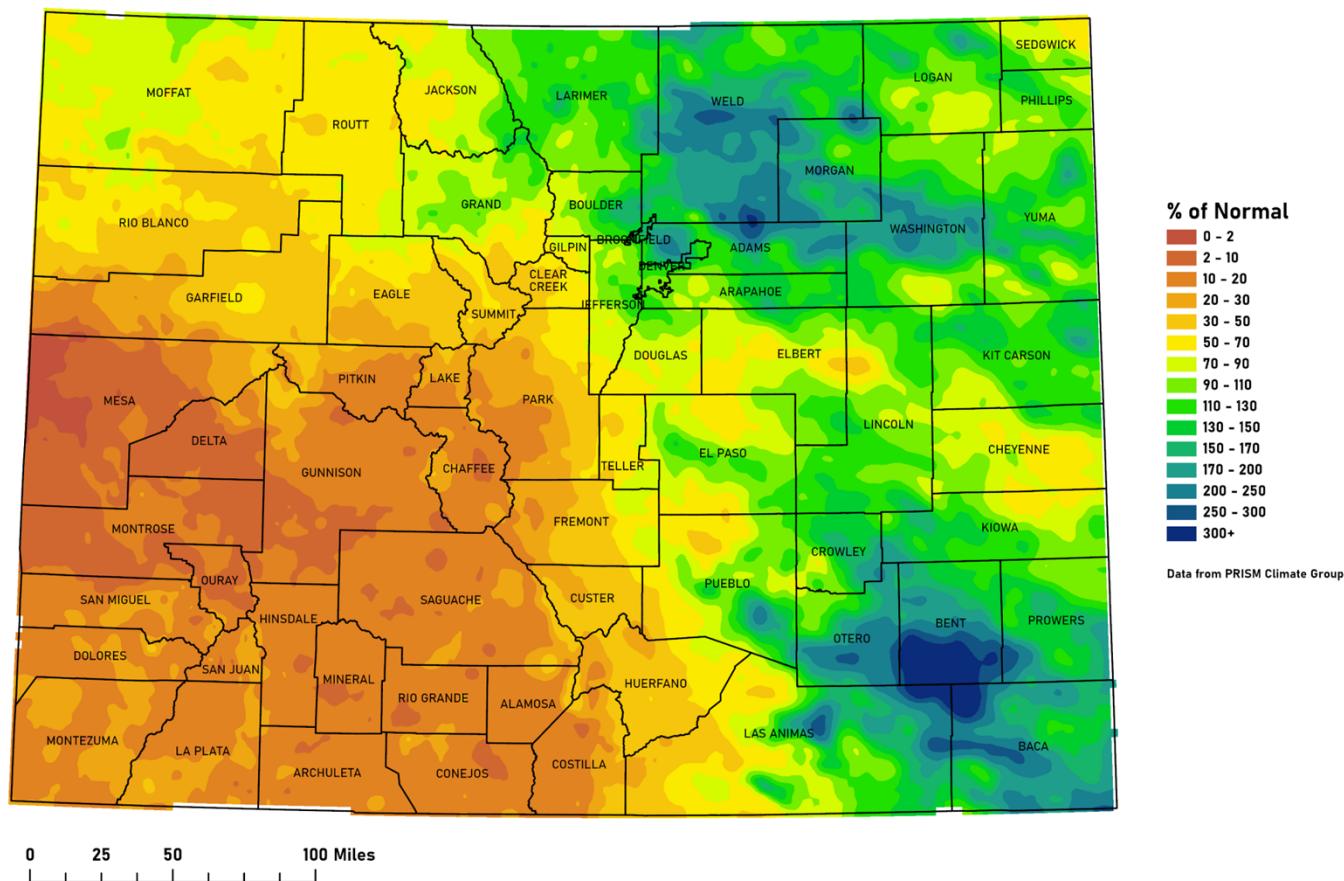 SEDGWICK
LOGAN
MOFFAT
JACKSON
LARIMER
WELD
PHILLIPS
ROUTT
MORGAN
RIO BLANCO
GRAND
BOULDER
YUMA
WASHINGTON
BROOMFIELD
GILPIN
ADAMS
DENVER
CLEAR
CREEK
GARFIELD
EAGLE
ARAPAHOE
JEFFERSON
SUMMIT
DOUGLAS
ELBERT
KIT CARSON
PITKIN
LAKE
MESA
PARK
LINCOLN
DELTA
CHEYENNE
EL PASO
GUNNISON
CHAFFEE
TELLER
MONTROSE
FREMONT
KIOWA
CROWLEY
OURAY
PUEBLO
SAN MIGUEL
SAGUACHE
CUSTER
HINSDALE
BENT
PROWERS
OTERO
DOLORES
SAN JUAN
MINERAL
HUERFANO
RIO GRANDE
ALAMOSA
LAS ANIMAS
MONTEZUMA
LA PLATA
BACA
COSTILLA
ARCHULETA
CONEJOS
% of Normal
0 - 2
2 - 10
10 - 20
20 - 30
30 - 50
50 - 70
70 - 90
90 - 110
110 - 130
130 - 150
150 - 170
170 - 200
200 - 250
250 - 300
300+
Data from PRISM Climate Group
0 25 50 100 Miles